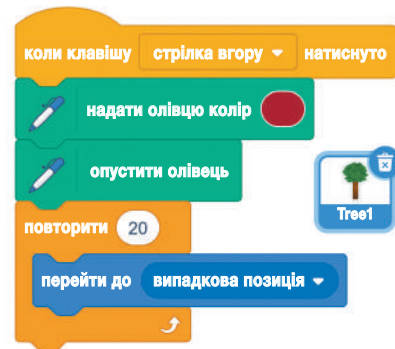 коли клавішу стрілка вгору натиснуто
надати олівцю колір
опустити олівець
Tree1
повторити 20
перейти до випадкова позиція